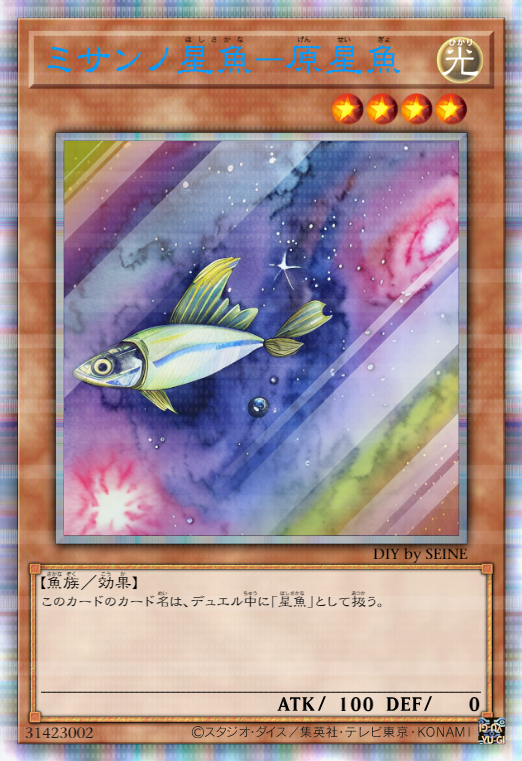 ミサンノ星魚－原星魚
光
DIY by SEINE
【魚族／効果】
このカードのカード名は、デュエル中に「星魚」として扱う。
ATK/ 100 DEF/ 0
31423002 ©スタジオ・ダイス／集英社・テレビ東京・KONAMI